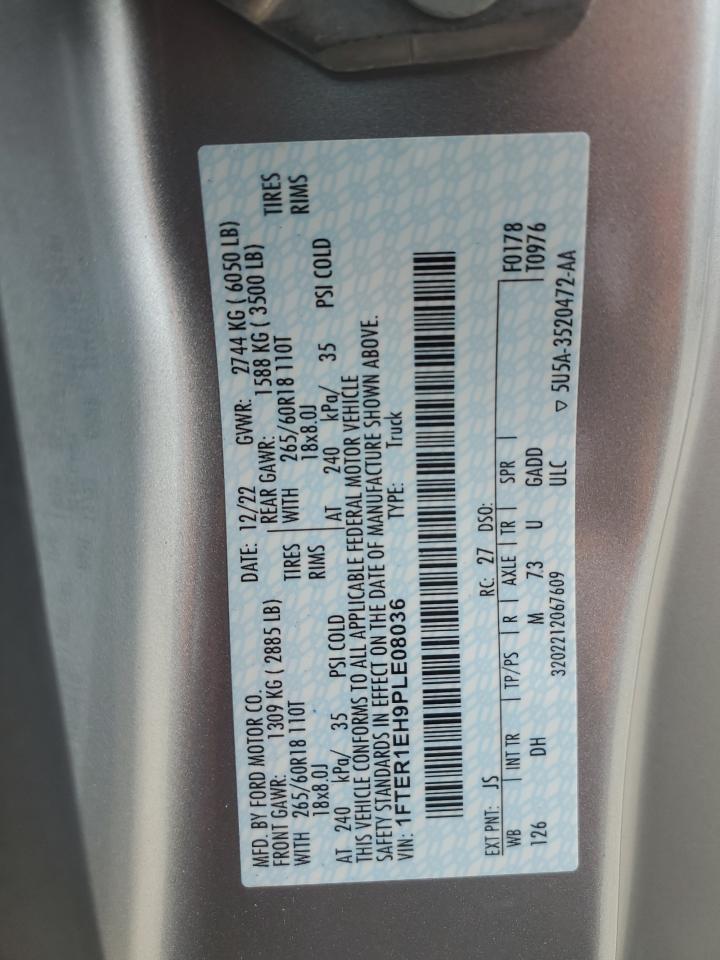 MFD. BY FORD MOTOR CO. DATE: 12/22 GVWR: 2744 KG ( 6050 LB)
FRONT GAWR: 1309 KG ( 2885 LB) REAR GAWR: 1588 KG ( 3500 LB)
WITH 265/60R18 110T TIRES WITH 265/60R18 110T TIRES
18x8.0J RIMS 18x8.0J RIMS
AT 240 kPa/ 35 PSI COLD AT 240 kPa/ 35 PSI COLD
THIS VEHICLE CONFORMS TO ALL APPLICABLE FEDERAL MOTOR VEHICLE
SAFETY STANDARDS IN EFFECT ON THE DATE OF MANUFACTURE SHOWN ABOVE.
VIN: 1FTER1EH9PLE08036 TYPE: Truck
EXT PNT: JS RC: 27 DSO:
WB INT TR TP/PS R AXLE TR SPR F0178
126 DH M 73 U GADD T0976
3202212067609 ULC ▽ 5U5A-3520472-AA